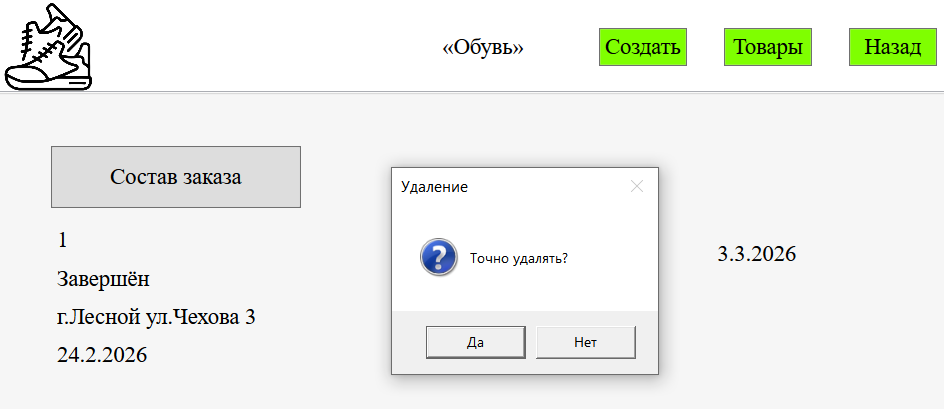 «Обувь»
Создать
Товары
Назад
Состав заказа
1
Завершён
г.Лесной ул.Чехова 3
24.2.2026
Удаление
Точно удалять?
Да
Нет
3.3.2026